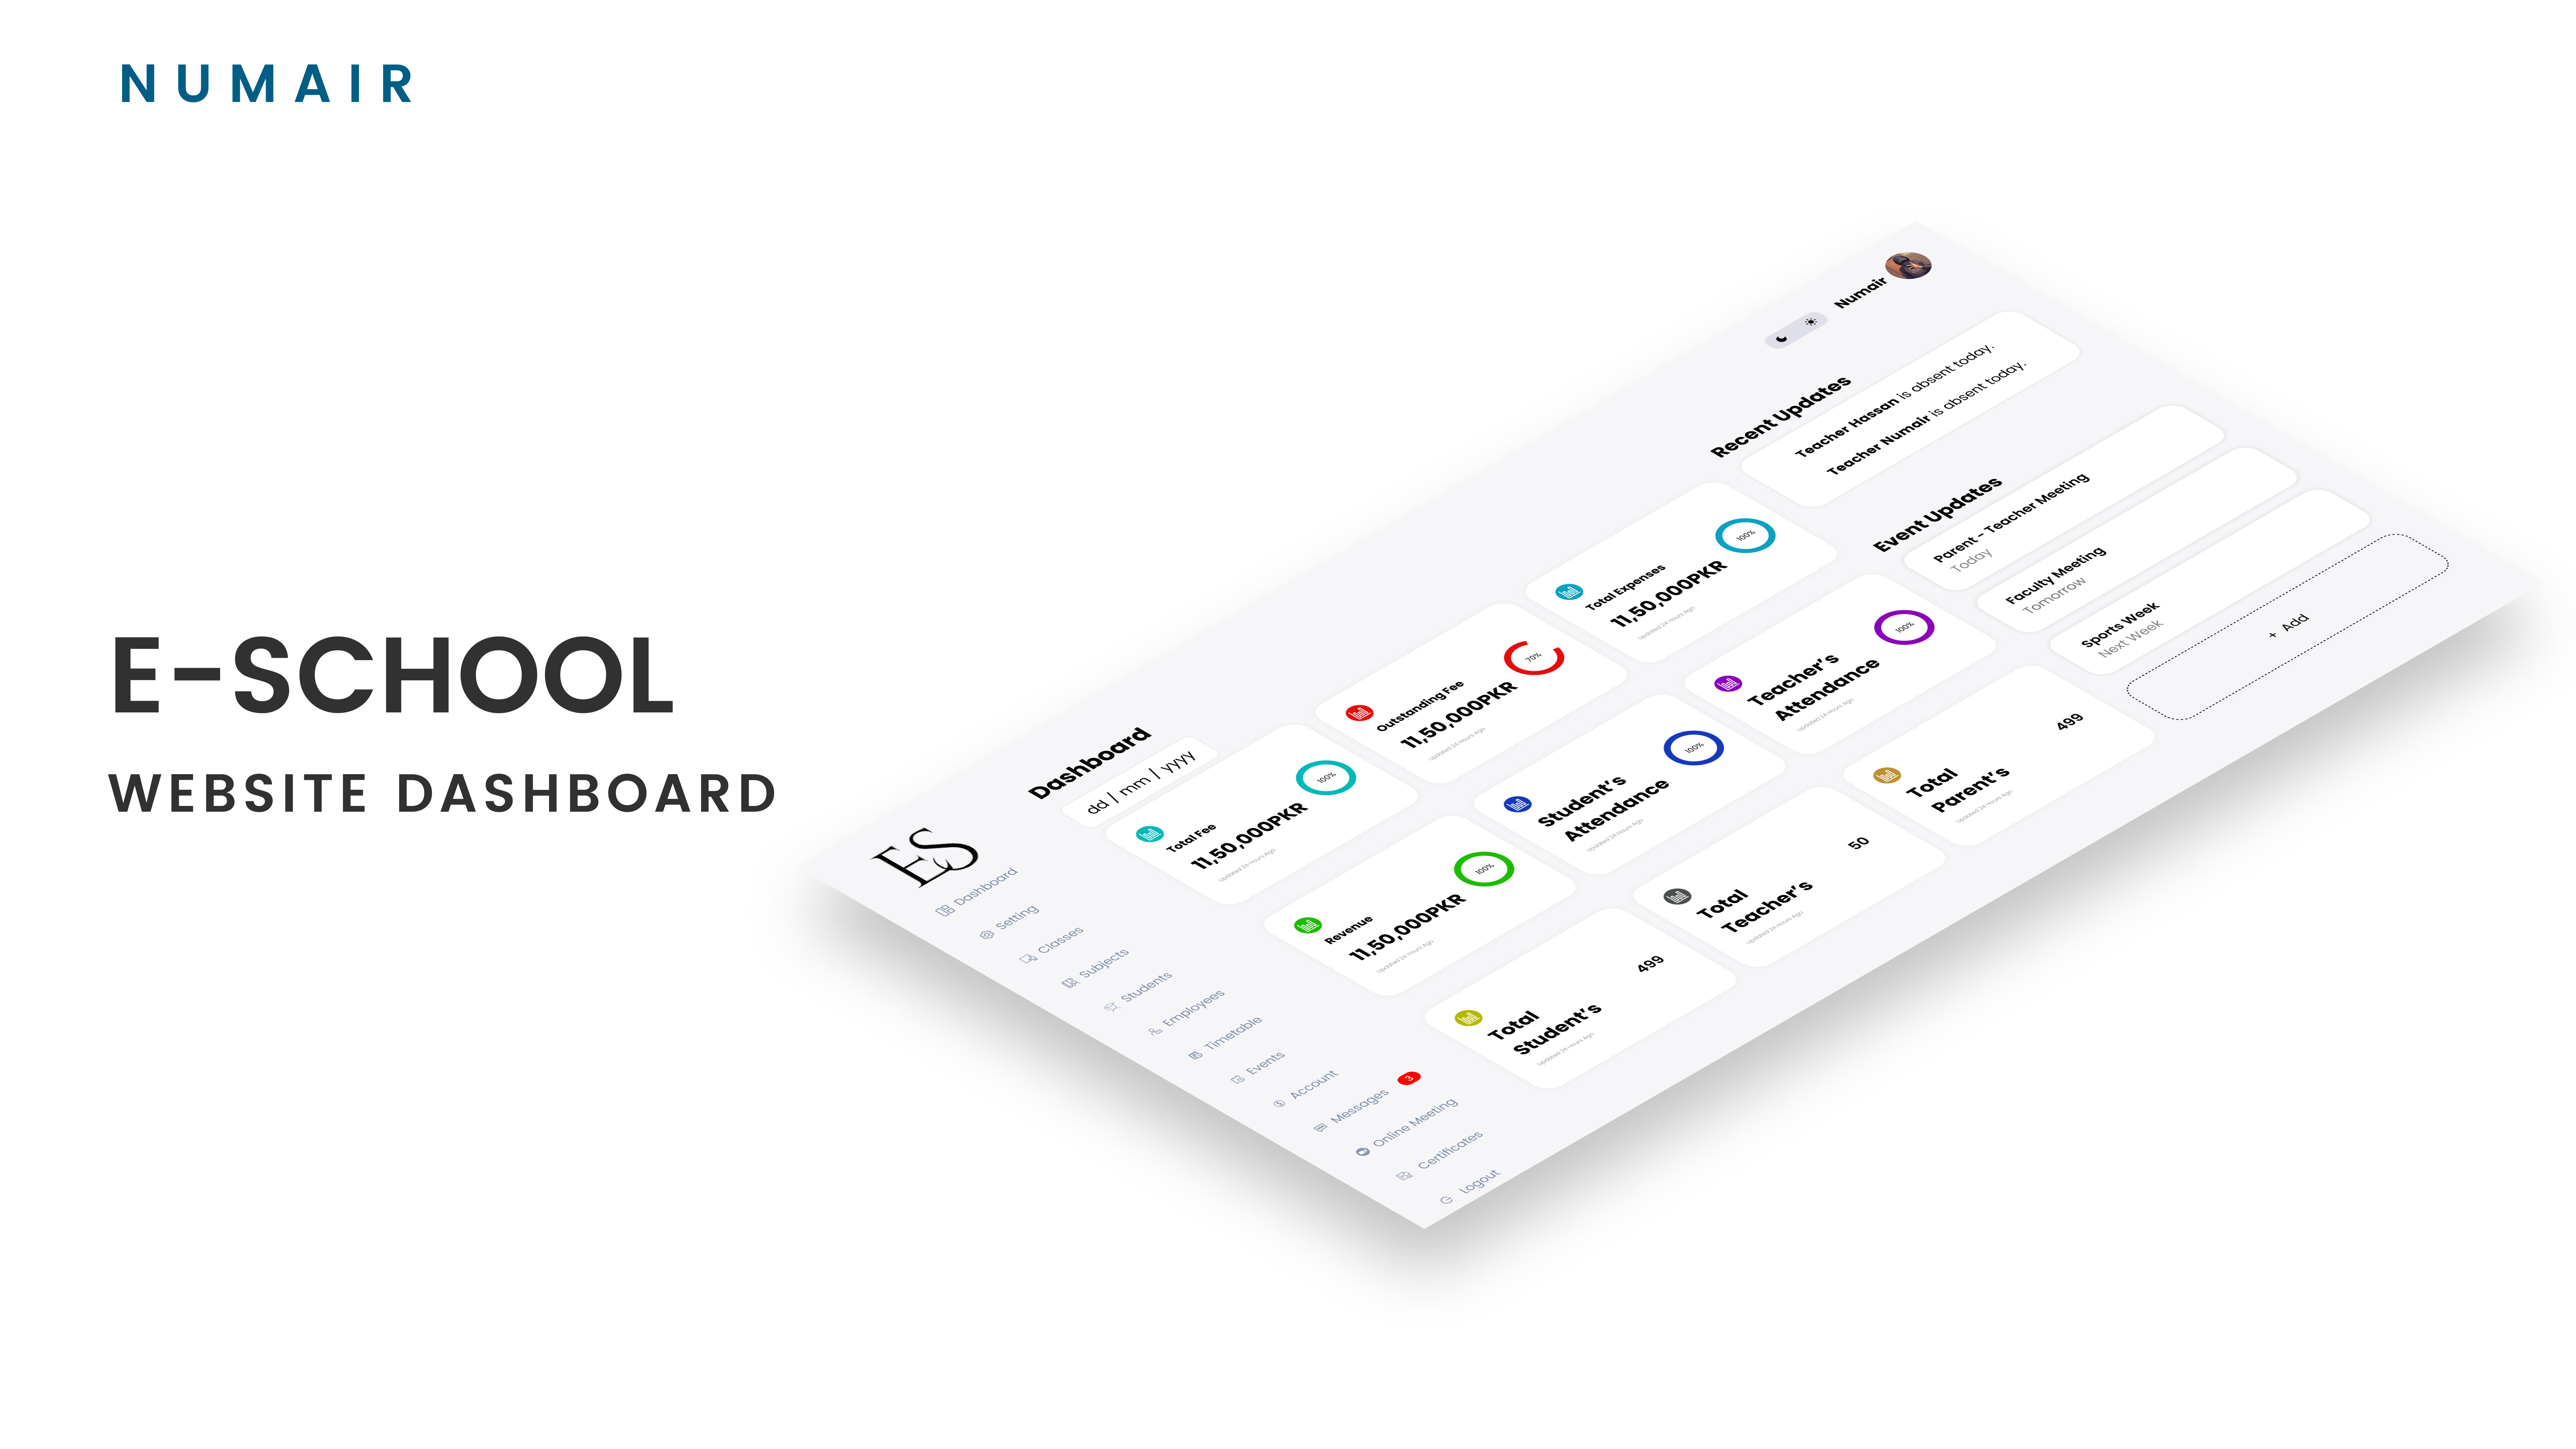 NUMAIR
E-SCHOOL
WEBSITE DASHBOARD
ES
Dashboard
Setting
Classes
Subjects
Students
Employees
Timetable
Events
Account
Messages 3
Online Meeting
Certificates
Logout
Dashboard
dd / mm / yyyy
Total Fee
11,50,000PKR
100%
Updated 24 Hours Ago
Outstanding Fee
11,50,000PKR
70%
Updated 24 Hours Ago
Total Expenses
11,50,000PKR
100%
Updated 24 Hours Ago
Revenue
11,50,000PKR
100%
Updated 24 Hours Ago
Student's
Attendance
100%
Updated 24 Hours Ago
Teacher's
Attendance
100%
Updated 24 Hours Ago
Total
Student's
499
Updated 24 Hours Ago
Total
Teacher's
50
Updated 24 Hours Ago
Total
Parent's
499
Updated 24 Hours Ago
Numair
Recent Updates
Teacher Hassan is absent today.
Teacher Numair is absent today.
Event Updates
Parent - Teacher Meeting
Today
Faculty Meeting
Tomorrow
Sports Week
Next Week
+ Add